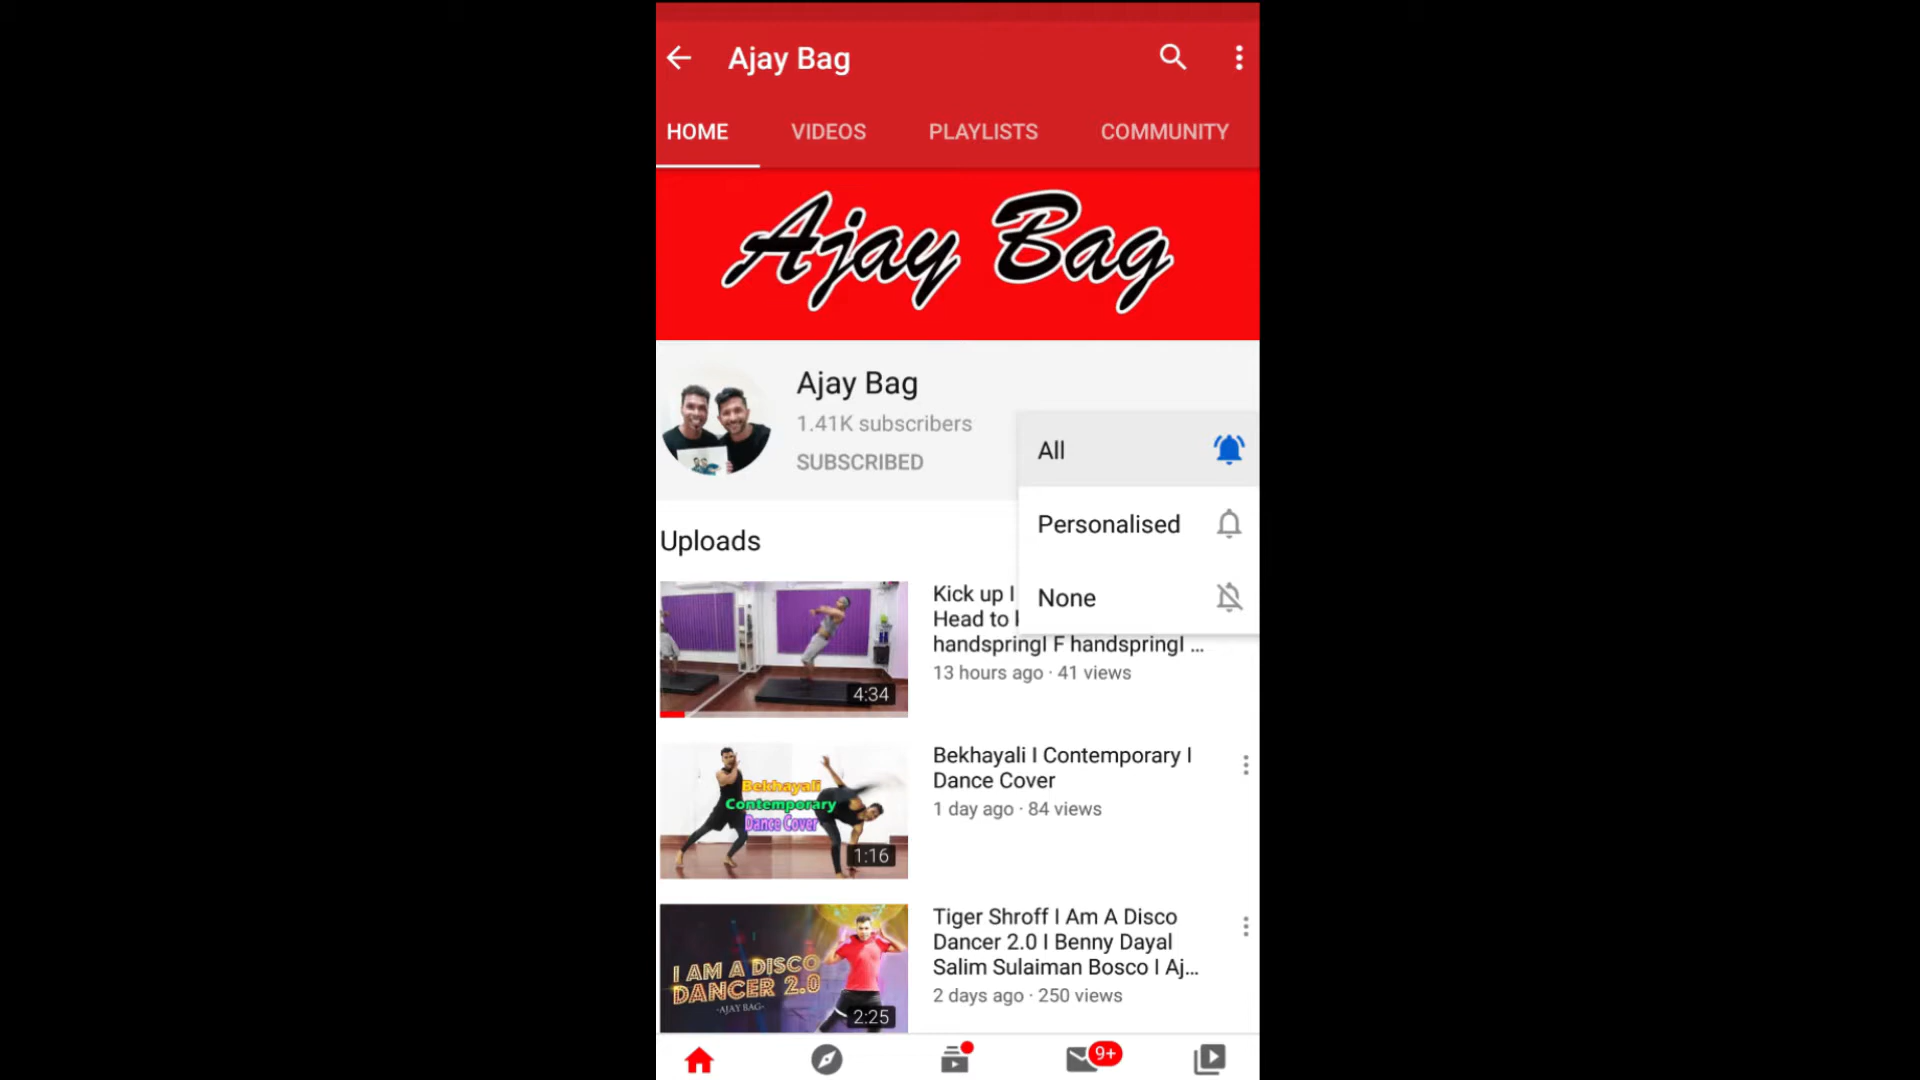 Ajay Bag
HOME VIDEOS PLAYLISTS COMMUNITY
Ajay Bag
Ajay Bag
1.41K subscribers
SUBSCRIBED
All
Personalised
None
Uploads
4:34
Kick up I
Head to
handspringI F handspringI ...
13 hours ago · 41 views
Bekhayali
Contemporary
Dance Cover
1:16
Bekhayali I Contemporary I
Dance Cover
1 day ago · 84 views
I AM A DISCO
DANCER 2.0
-AJAY BAG-
2:25
Tiger Shroff I Am A Disco
Dancer 2.0 I Benny Dayal
Salim Sulaiman Bosco I Aj...
2 days ago · 250 views
9+